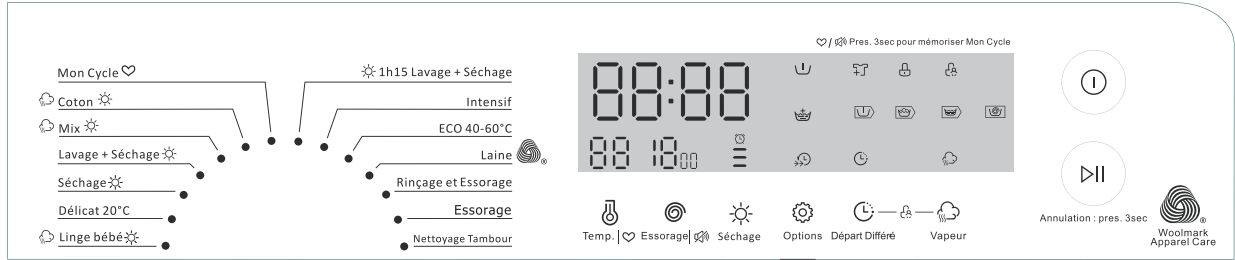 ♡/ Pres. 3sec pour mémoriser Mon Cycle
Mon Cycle ♡
Coton
Mix
Lavage + Séchage
Séchage
Délicat 20°C
Linge bébé
1h15 Lavage + Séchage
Intensif
ECO 40-60°C
Laine
®
Rinçage et Essorage
Essorage
Nettoyage Tambour
88:88
88 1800
Temp. | ♡
Essorage |
Séchage
Options
Départ Différé
Vapeur
Annulation : pres. 3sec
®
Woolmark
Apparel Care